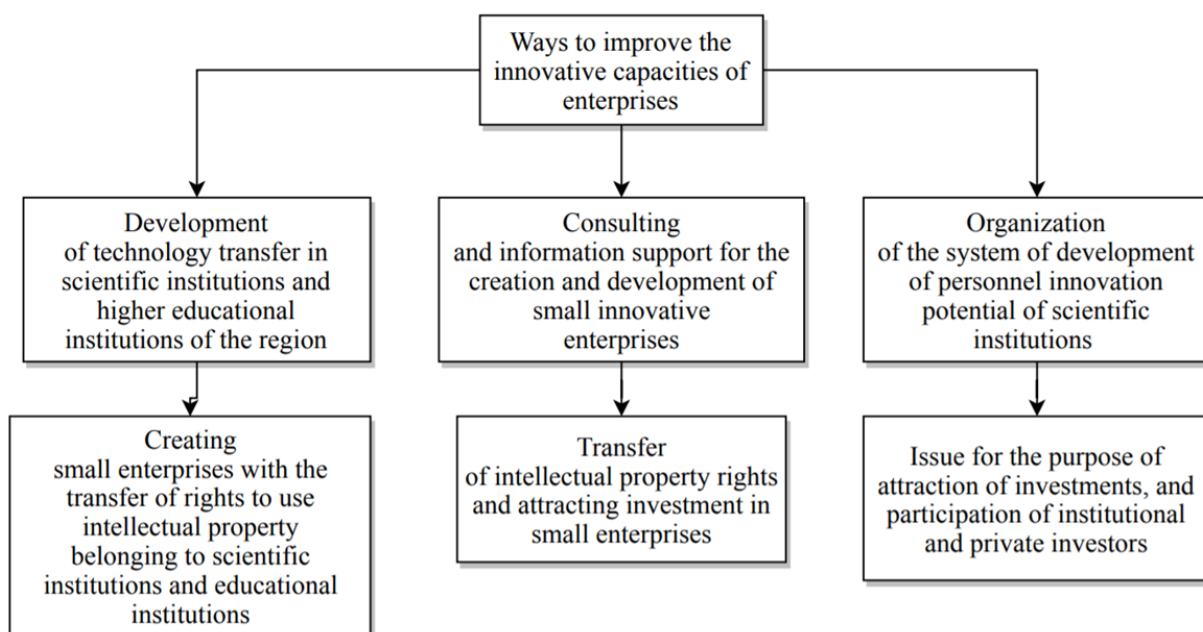 Ways to improve the
innovative capacities of
enterprises
Development
of technology transfer in
scientific institutions and
higher educational
institutions of the region
Consulting
and information support for the
creation and development of
small innovative
enterprises
Organization
of the system of development
of personnel innovation
potential of scientific
institutions
Creating
small enterprises with the
transfer of rights to use
intellectual property
belonging to scientific
institutions and educational
institutions
Transfer
of intellectual property rights
and attracting investment in
small enterprises
Issue for the purpose of
attraction of investments, and
participation of institutional
and private investors